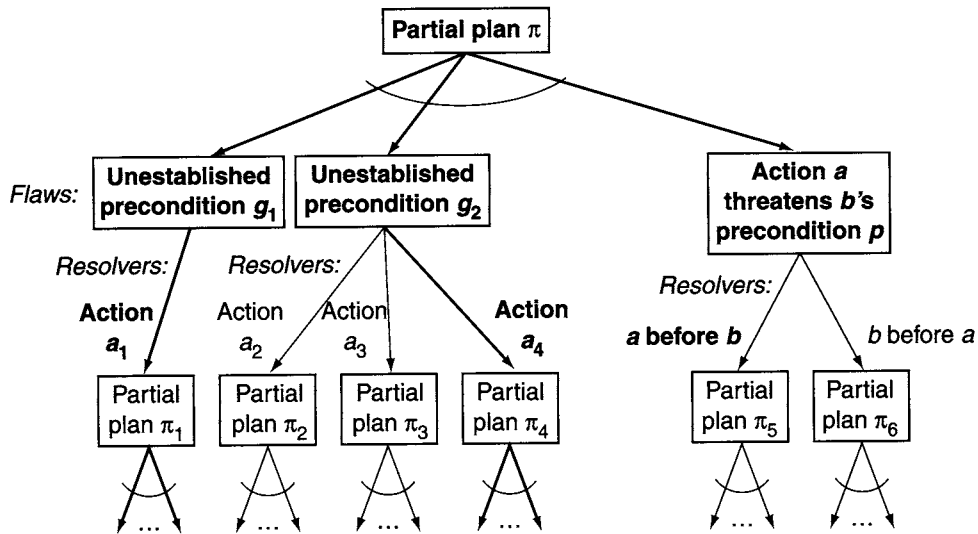 Partial plan π
Flaws:
Unestablished
precondition g₁
Unestablished
precondition g₂
Action a
threatens b's
precondition p
Resolvers:
Resolvers:
Resolvers:
Action
a₁
Action
a₂
Action
a₃
Action
a₄
a before b
b before a
Partial
plan π₁
Partial
plan π₂
Partial
plan π₃
Partial
plan π₄
Partial
plan π₅
Partial
plan π₆
...
...
...
...
...
...